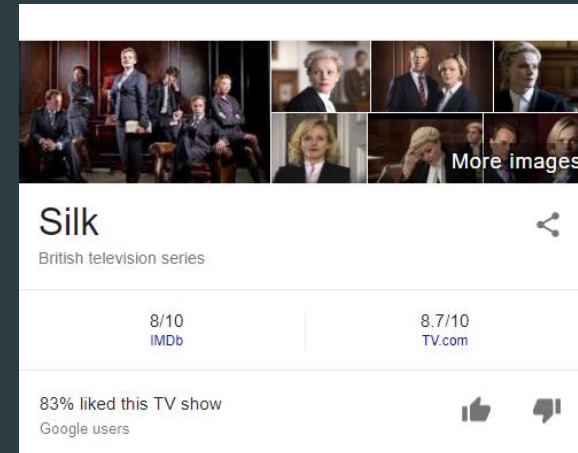 More images
Silk
British television series
8/10
IMDb
8.7/10
TV.com
83% liked this TV show
Google users